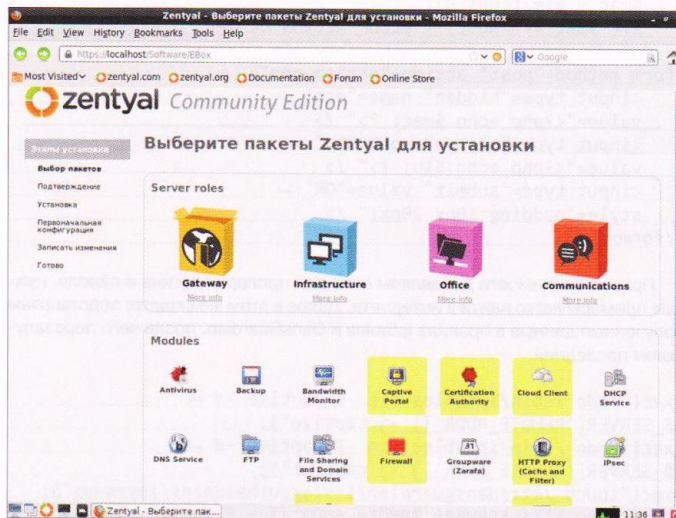 Zentyal - Выберите пакеты Zentyal для установки - Mozilla Firefox
File Edit View History Bookmarks Tools Help
https://localhost/Software/EBox
Google
Most Visited zentyal.com zentyal.org Documentation Forum Online Store
zentyal Community Edition
Этапы установки
Выбор пакетов
Подтверждение
Установка
Первоначальная
конфигурация
Записать изменения
Готово
Выберите пакеты Zentyal для установки
Server roles
Gateway Infrastructure Office Communications
More info More info More info More info
Modules
Antivirus Backup Bandwidth Monitor Captive Portal Certification Authority Cloud Client DHCP Service
DNS Service FTP File Sharing and Domain Services Firewall Groupware (Zarafa) HTTP Proxy (Cache and Filter) IPsec
Zentyal - Выберите пак...
11:36